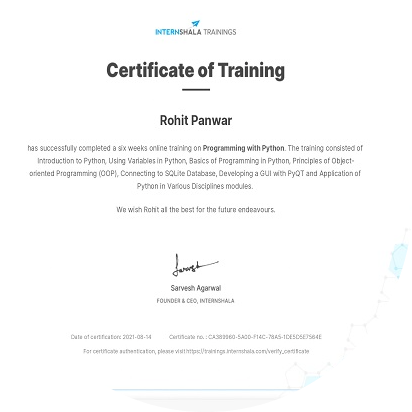 INTERNSHALA TRAININGS
Certificate of Training
Rohit Panwar
has successfully completed a six weeks online training on Programming with Python. The training consisted of
Introduction to Python, Using Variables in Python, Basics of Programming in Python, Principles of Object-
oriented Programming (OOP), Connecting to SQLite Database, Developing a GUI with PyQT and Application of
Python in Various Disciplines modules.
We wish Rohit all the best for the future endeavours.
Sarvesh Agarwal
FOUNDER & CEO, INTERNSHALA
Date of certification: 2021-08-14 Certificate no. : CA389960-5A00-F14C-78A5-1DE5D5E7564E
For certificate authentication, please visit https://trainings.internshala.com/verify_certificate